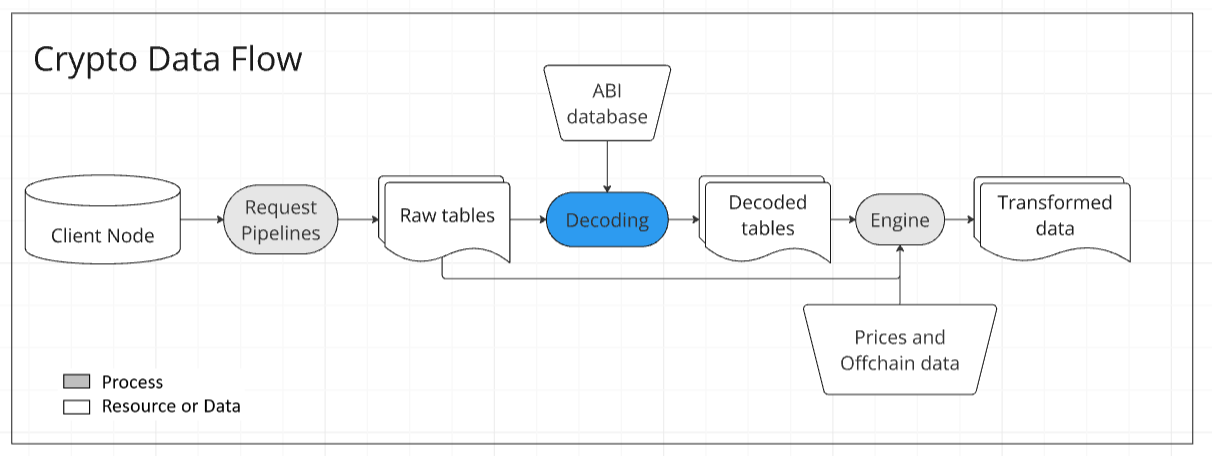 Crypto Data Flow
ABI
database
Client Node
Request
Pipelines
Raw tables
Decoding
Decoded
tables
Engine
Transformed
data
Prices and
Offchain data
Process
Resource or Data